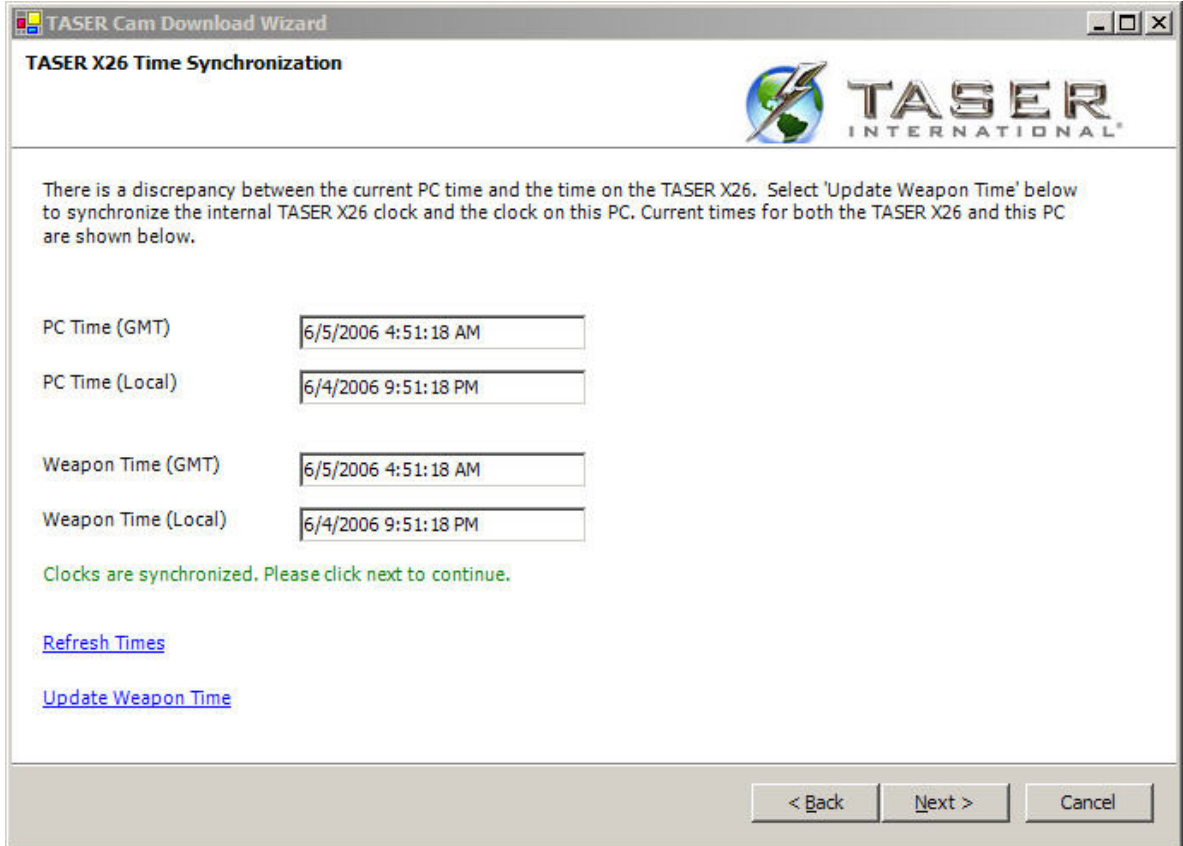 TASER Cam Download Wizard
TASER X26 Time Synchronization
TASER
INTERNATIONAL®
There is a discrepancy between the current PC time and the time on the TASER X26. Select 'Update Weapon Time' below
to synchronize the internal TASER X26 clock and the clock on this PC. Current times for both the TASER X26 and this PC
are shown below.
PC Time (GMT) 6/5/2006 4:51:18 AM
PC Time (Local) 6/4/2006 9:51:18 PM
Weapon Time (GMT) 6/5/2006 4:51:18 AM
Weapon Time (Local) 6/4/2006 9:51:18 PM
Clocks are synchronized. Please click next to continue.
Refresh Times
Update Weapon Time
< Back Next > Cancel